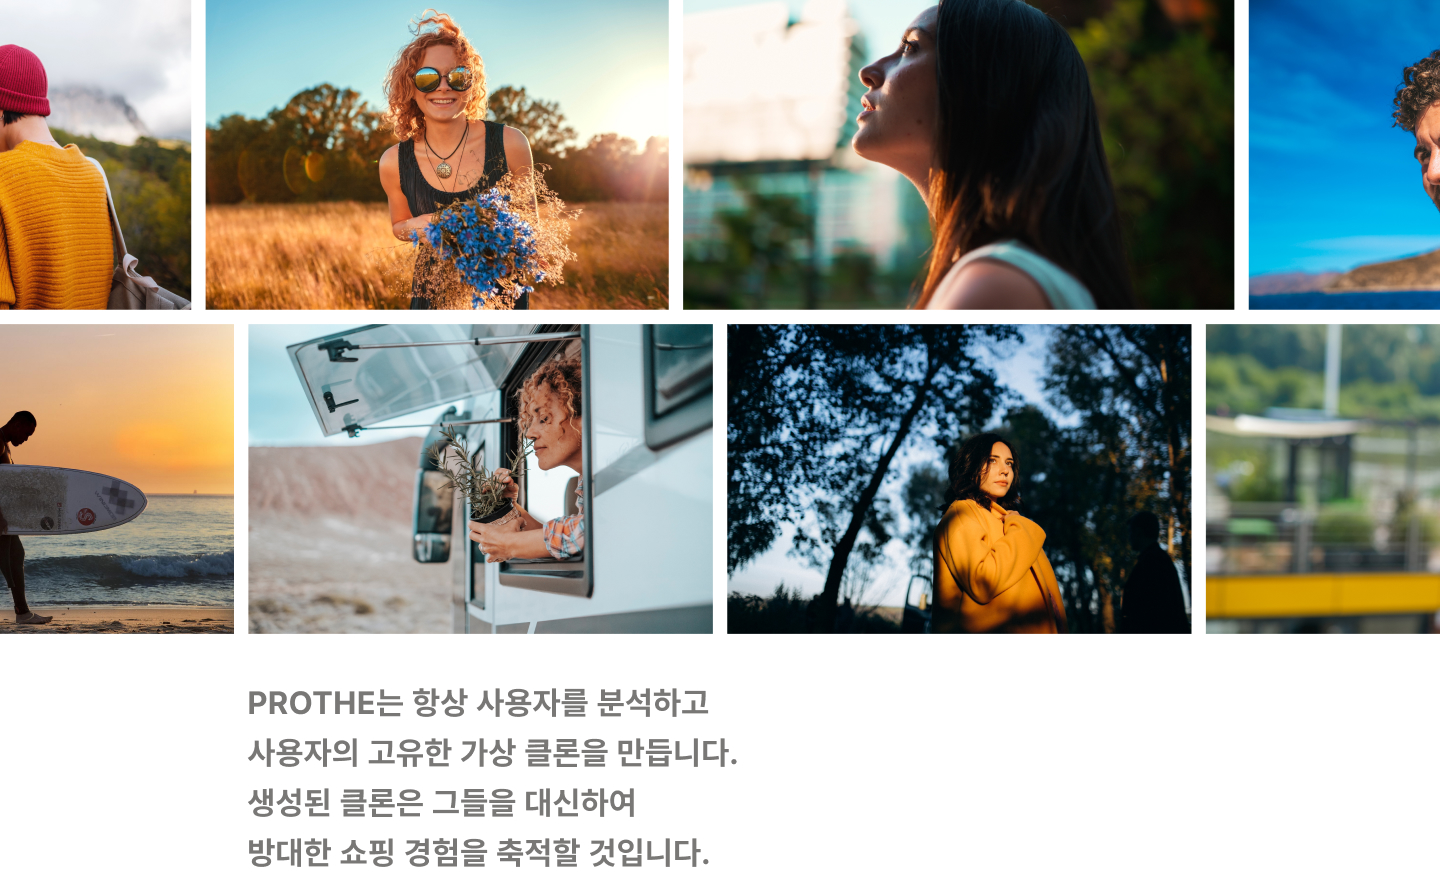 PROTHE는 항상 사용자를 분석하고
사용자의 고유한 가상 클론을 만듭니다.
생성된 클론은 그들을 대신하여
방대한 쇼핑 경험을 축적할 것입니다.